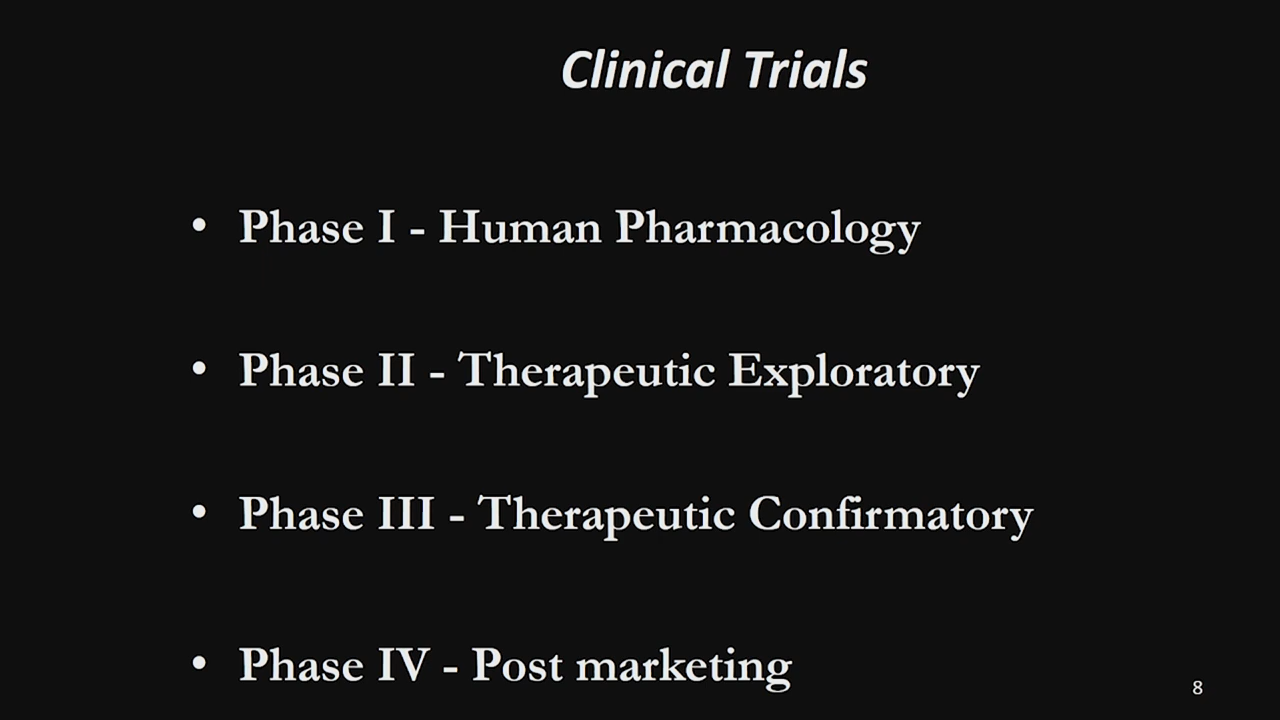 Clinical Trials
• Phase I - Human Pharmacology
• Phase II - Therapeutic Exploratory
• Phase III - Therapeutic Confirmatory
• Phase IV - Post marketing
8